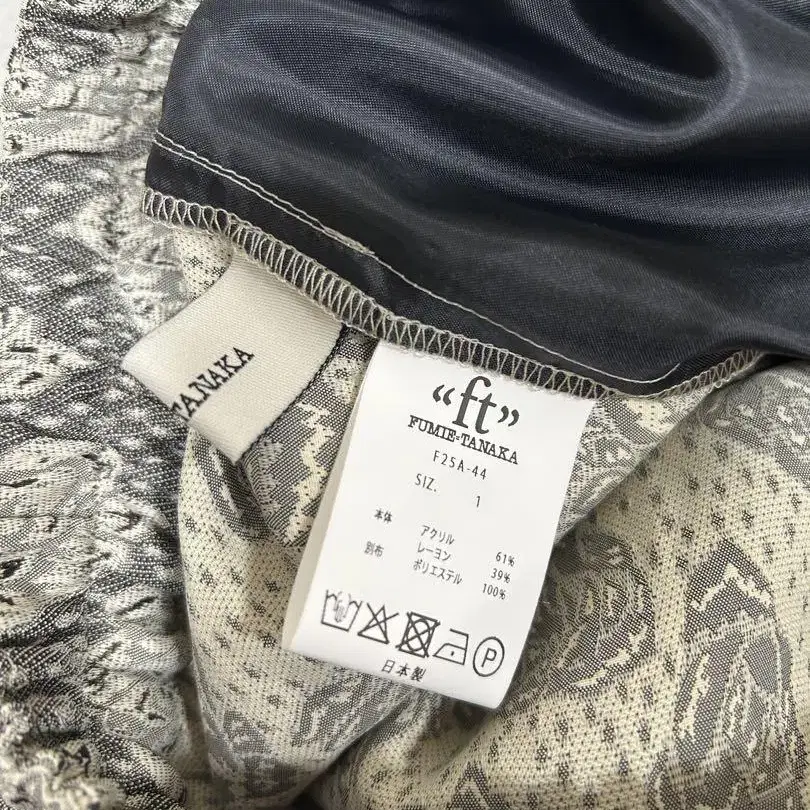 TANAKA
“ft”
FUMIE=TANAKA
F25A-44
SIZ. 1
本体 アクリル 61%
レーヨン 39%
別布 ポリエステル 100%
P
日本製